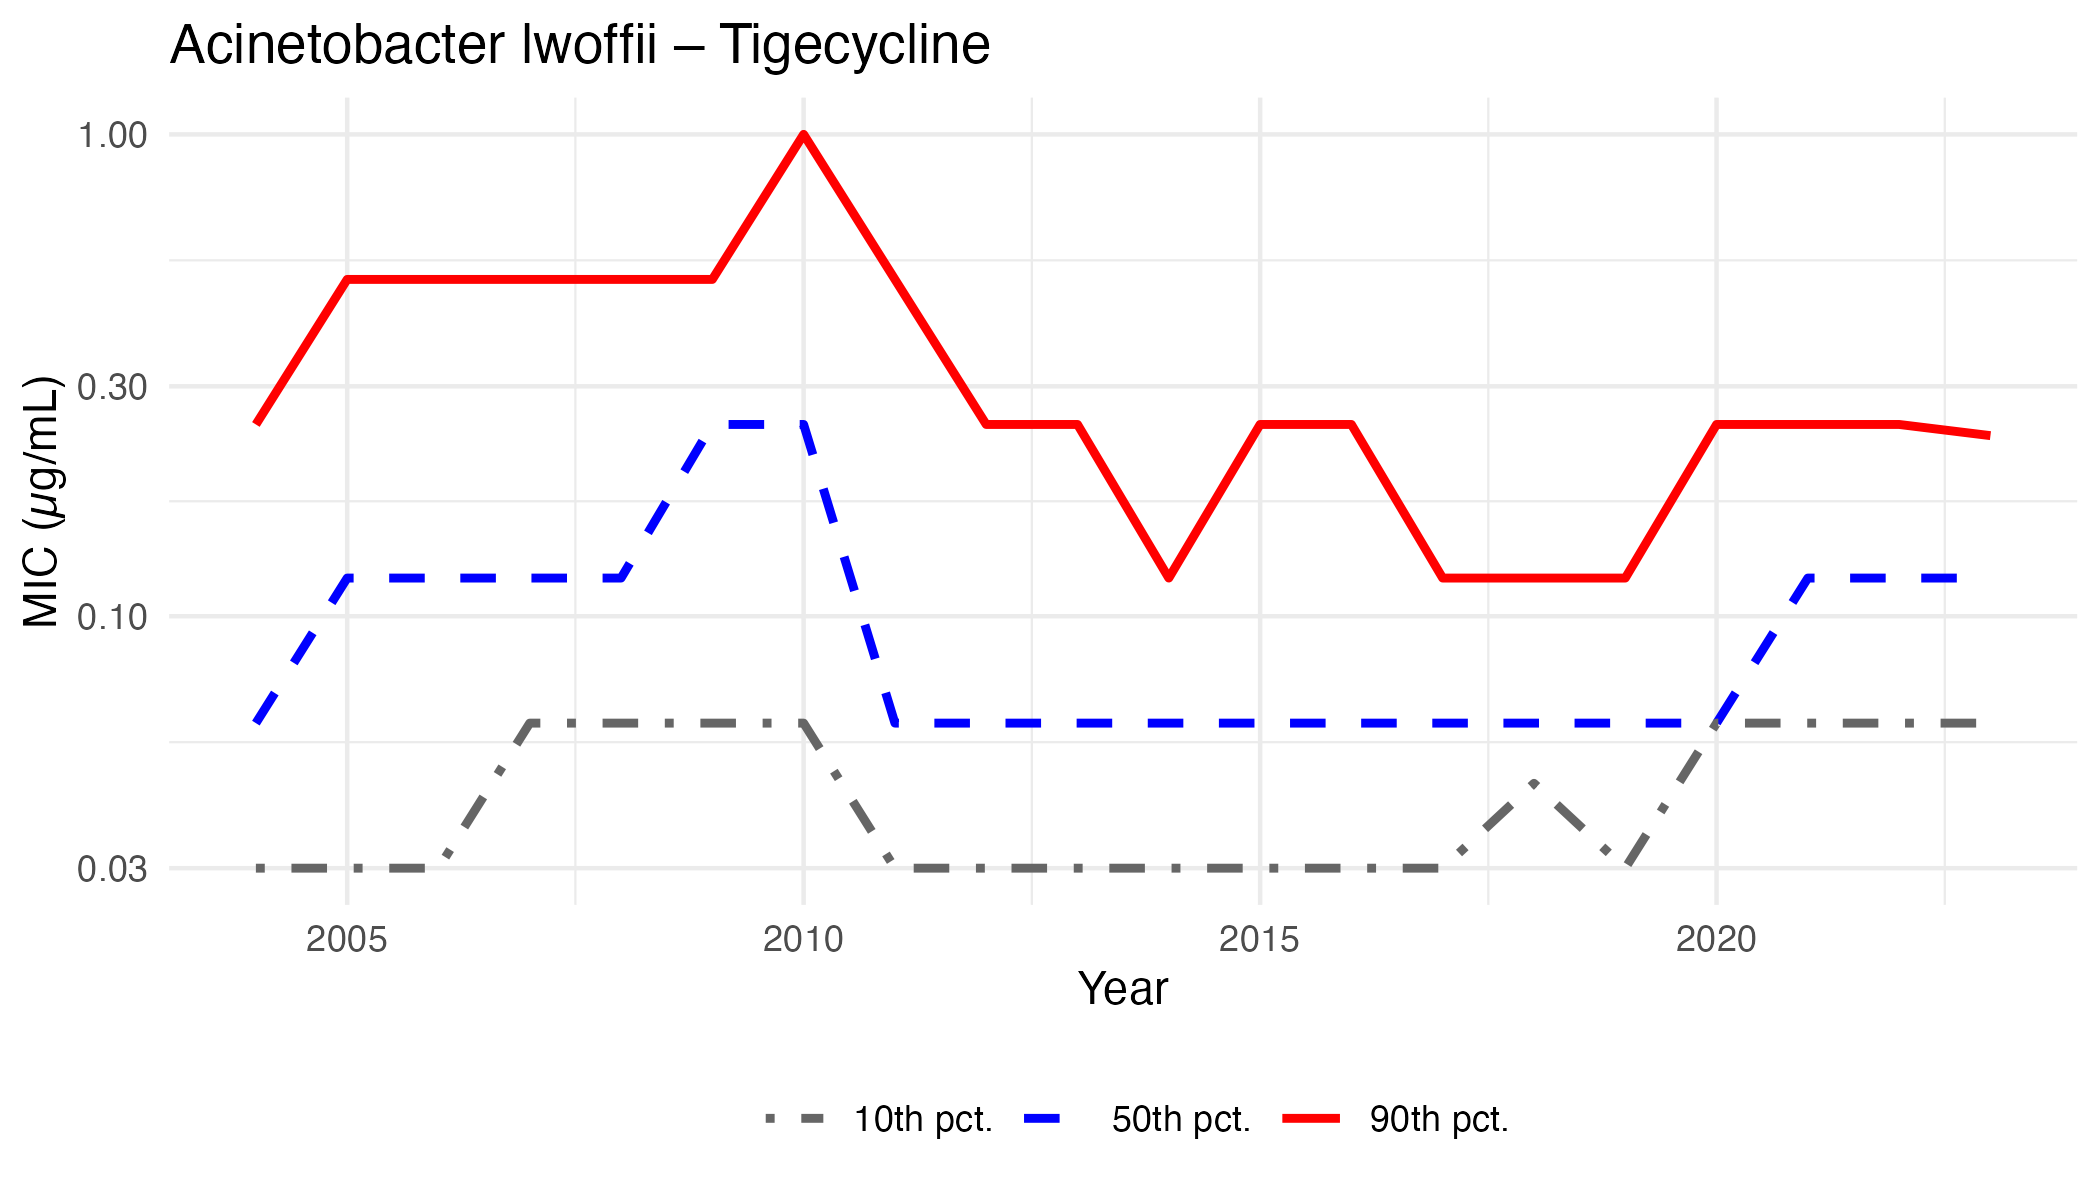 Acinetobacter lwoffii – Tigecycline
1.00
0.30
0.10
0.03
MIC (µg/mL)
2005 2010 2015 2020
Year
10th pct. 50th pct. 90th pct.